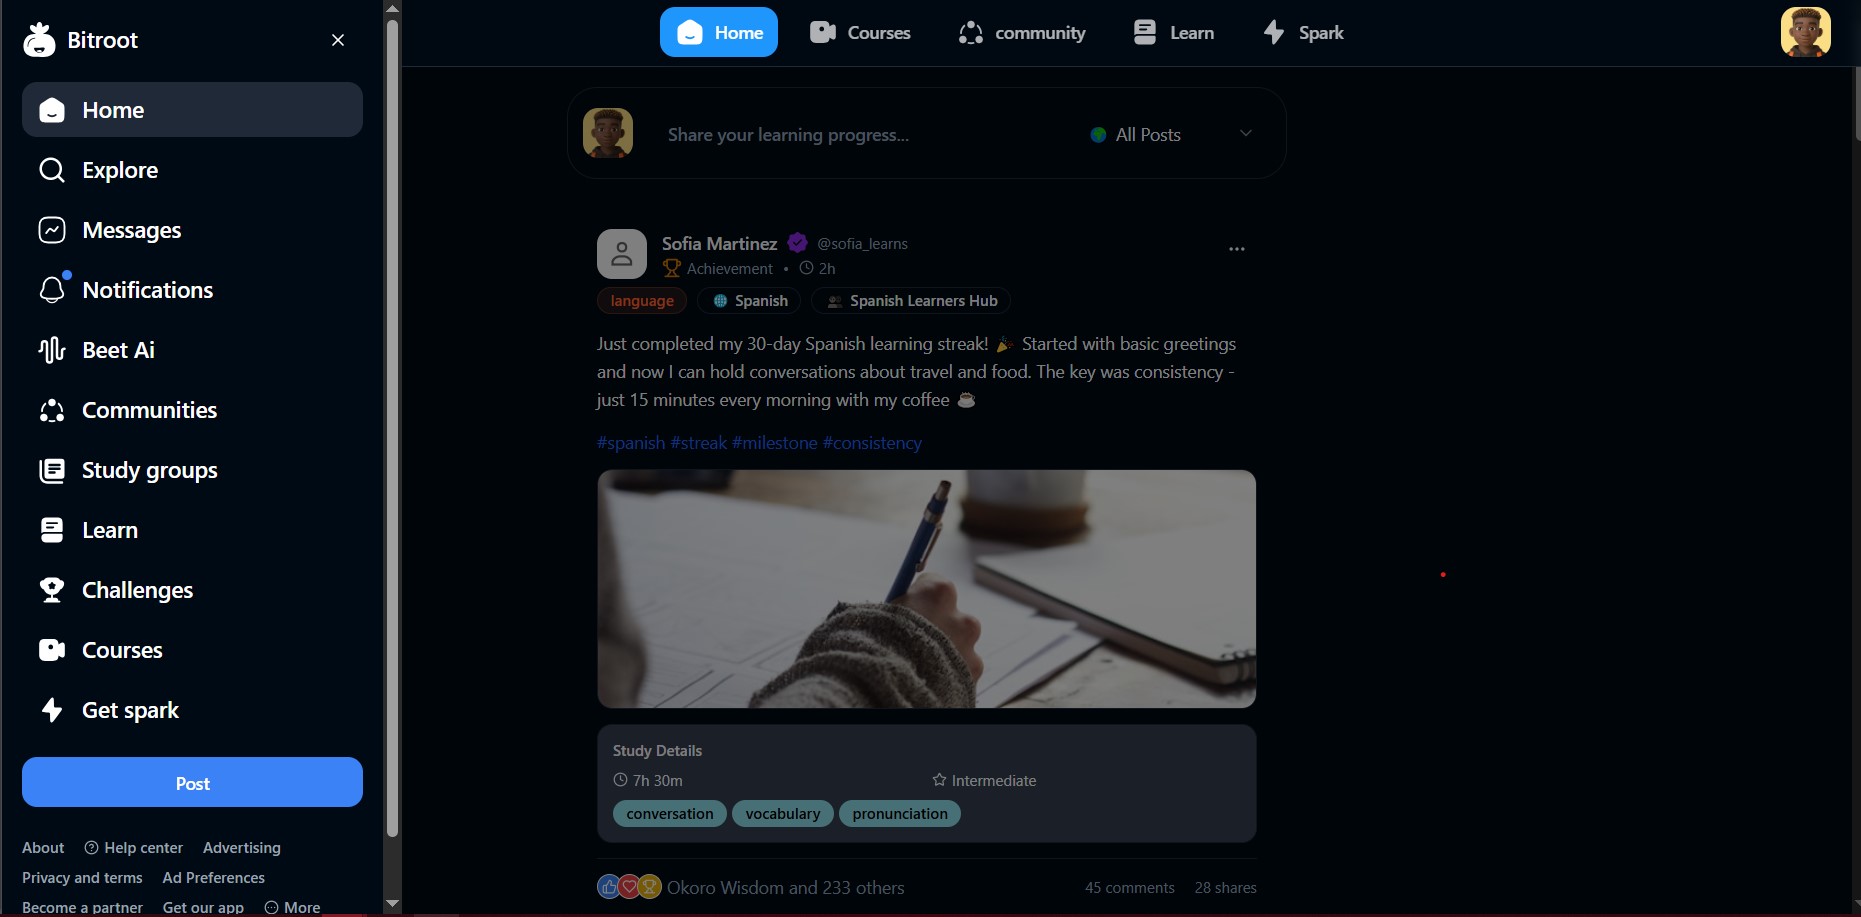 Bitroot
Home
Explore
Messages
Notifications
Beet Ai
Communities
Study groups
Learn
Challenges
Courses
Get spark
Post
About Help center Advertising
Privacy and terms Ad Preferences
Become a partner Get our app More
Home Courses community Learn Spark
Share your learning progress... All Posts
Sofia Martinez @sofia_learns
Achievement • 2h
language Spanish Spanish Learners Hub
Just completed my 30-day Spanish learning streak! 🎉 Started with basic greetings
and now I can hold conversations about travel and food. The key was consistency -
just 15 minutes every morning with my coffee ☕
#spanish #streak #milestone #consistency
Study Details
7h 30m Intermediate
conversation vocabulary pronunciation
Okoro Wisdom and 233 others 45 comments 28 shares